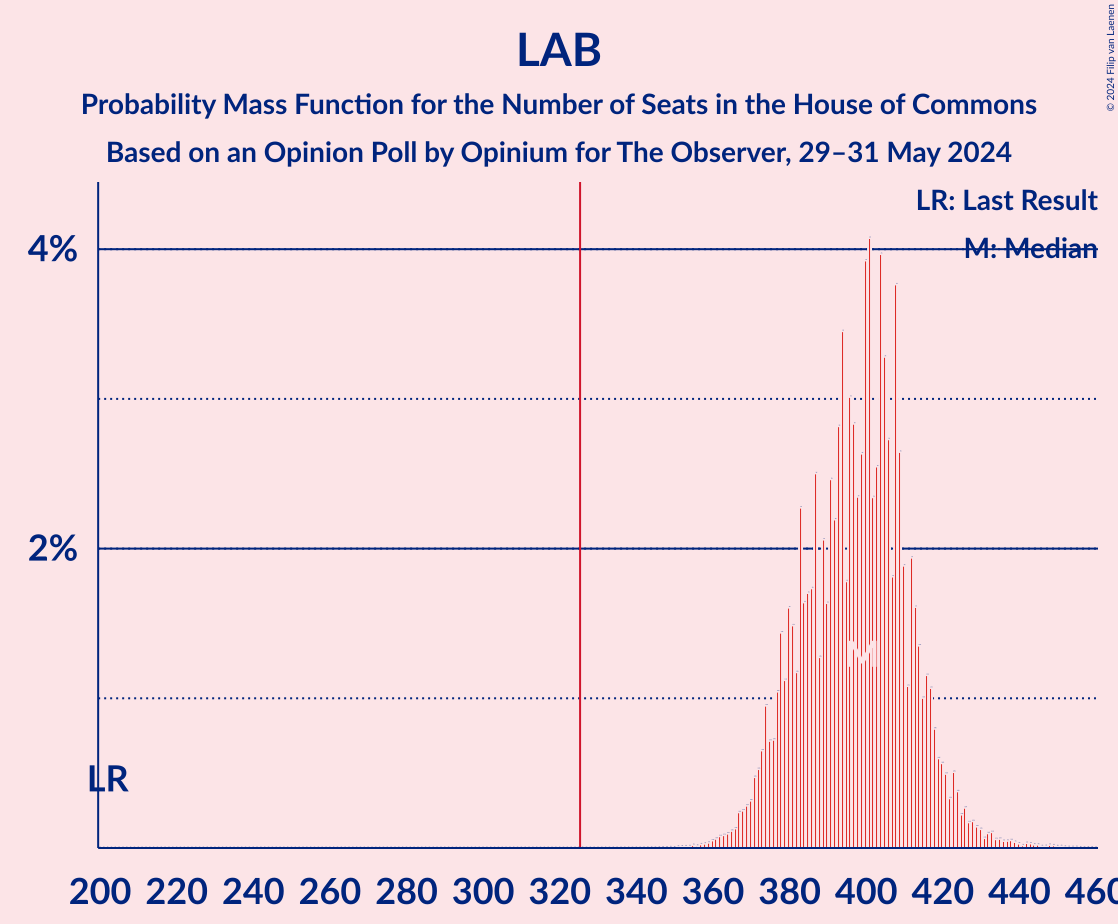 LAB
Probability Mass Function for the Number of Seats in the House of Commons
Based on an Opinion Poll by Opinium for The Observer, 29–31 May 2024
© 2024 Filip van Laenen
LR: Last Result
M: Median
4%
2%
M
LR
200 220 240 260 280 300 320 340 360 380 400 420 440 460